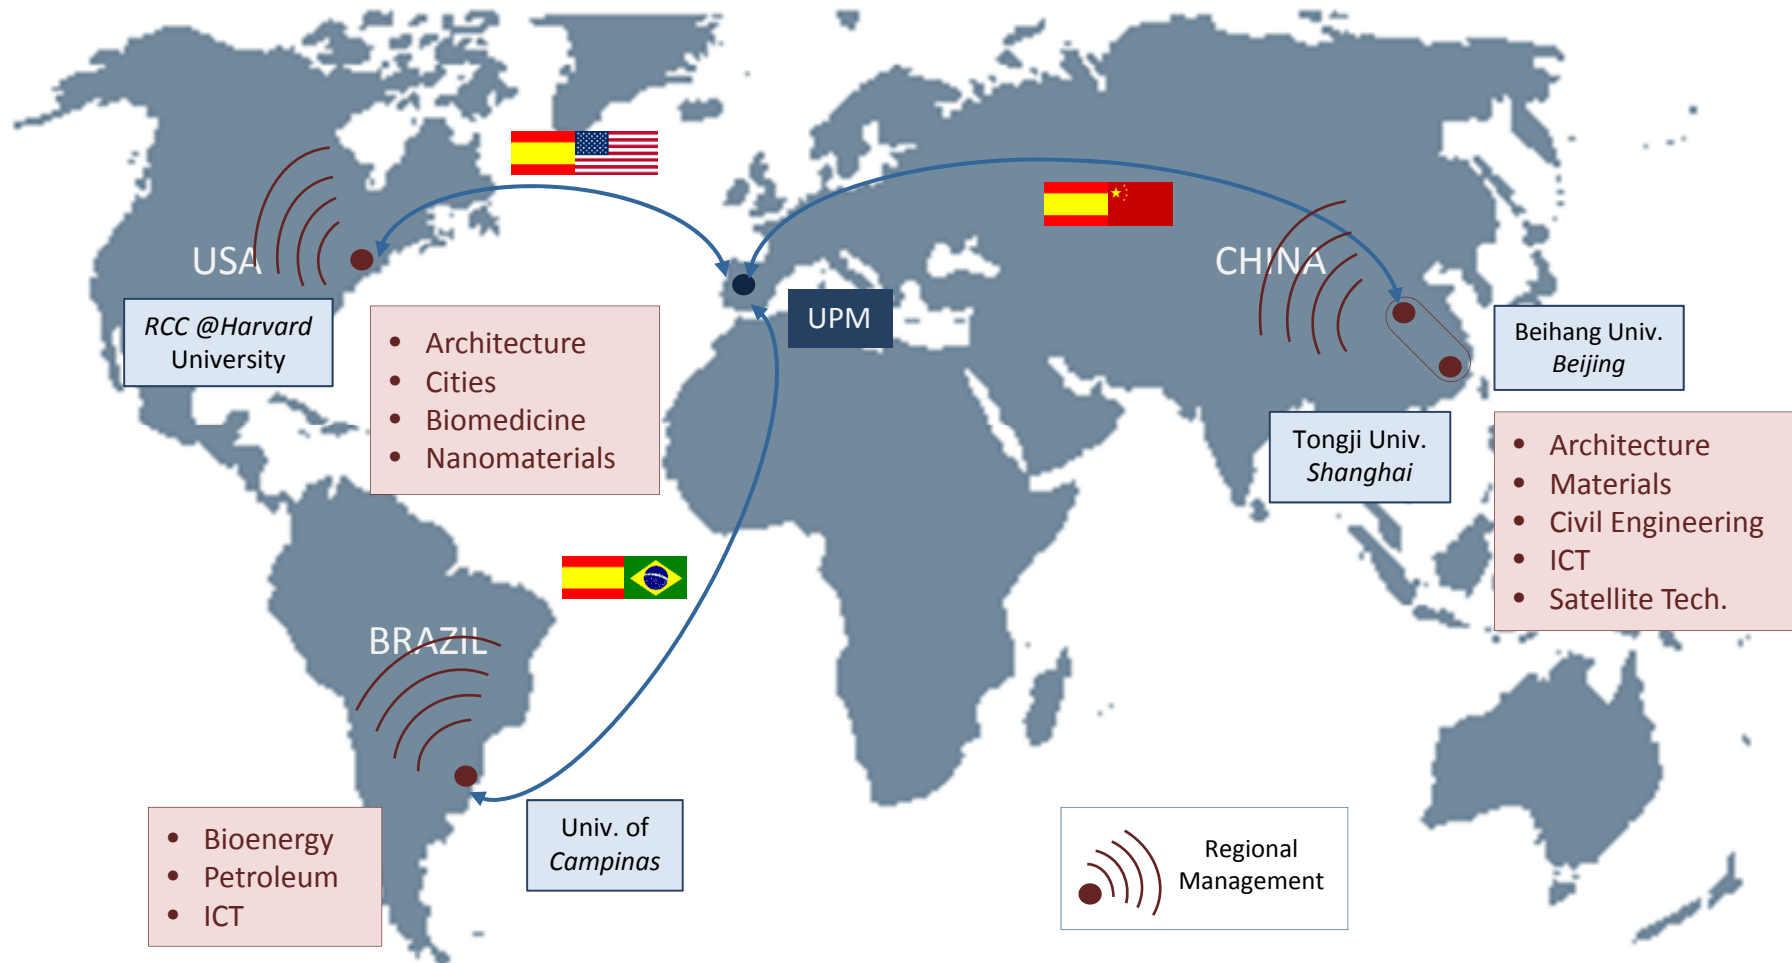 USA
RCC @Harvard
University
• Architecture
• Cities
• Biomedicine
• Nanomaterials
UPM
CHINA
Beihang Univ.
Beijing
Tongji Univ.
Shanghai
• Architecture
• Materials
• Civil Engineering
• ICT
• Satellite Tech.
BRAZIL
• Bioenergy
• Petroleum
• ICT
Univ. of
Campinas
Regional
Management